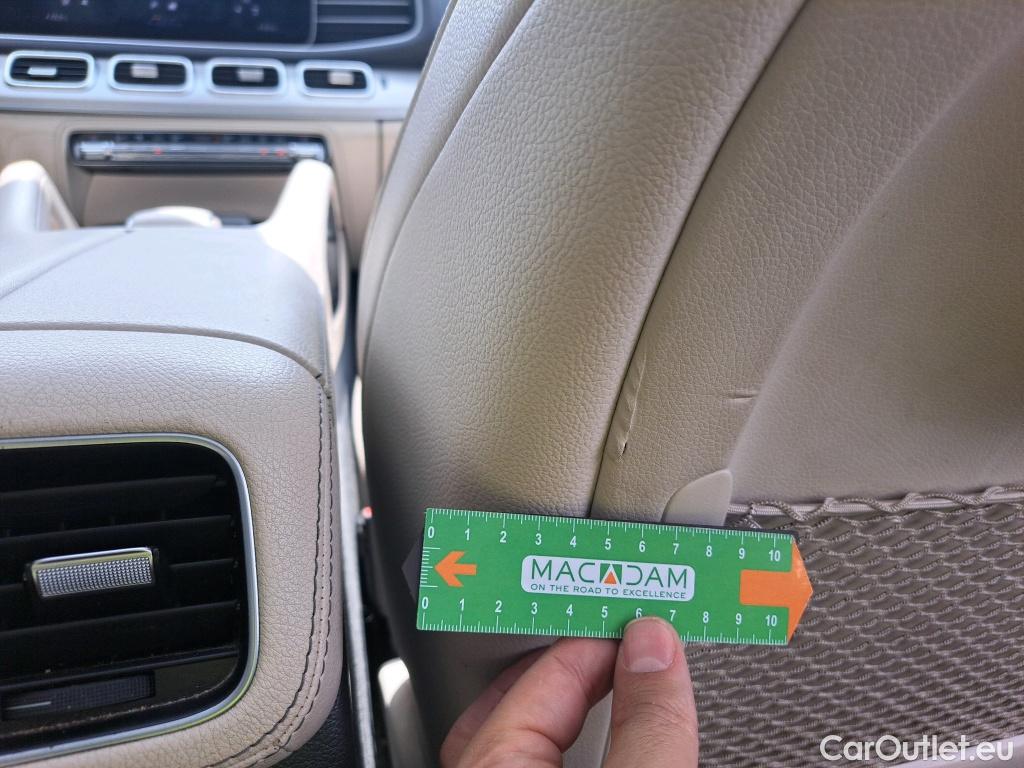 0 1 2 3 4 5 6 7 8 9 10
MACADAM
ON THE ROAD TO EXCELLENCE
0 1 2 3 4 5 6 7 8 9 10
CarOutlet.eu